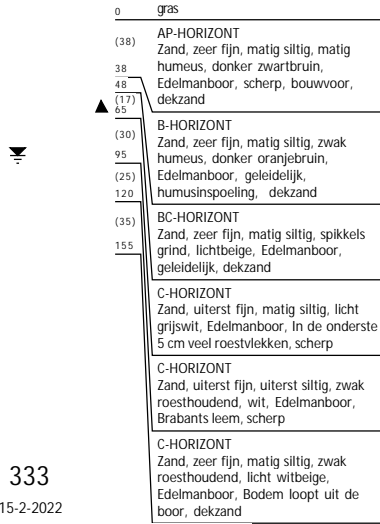 0
gras
(38)
AP-HORIZONT
Zand, zeer fijn, matig siltig, matig
humeus, donker zwartbruin,
Edelmanboor, scherp, bouwvoor,
dekzand
38
48
(17)
65
B-HORIZONT
Zand, zeer fijn, matig siltig, zwak
humeus, donker oranjebruin,
Edelmanboor, geleidelijk,
humusinspoeling, dekzand
(30)
95
(25)
120
BC-HORIZONT
Zand, zeer fijn, matig siltig, spikkels
grind, lichtbeige, Edelmanboor,
geleidelijk, dekzand
(35)
155
C-HORIZONT
Zand, uiterst fijn, matig siltig, licht
grijswit, Edelmanboor, In de onderste
5 cm veel roestvlekken, scherp
C-HORIZONT
Zand, uiterst fijn, uiterst siltig, zwak
roesthoudend, wit, Edelmanboor,
Brabants leem, scherp
C-HORIZONT
Zand, zeer fijn, matig siltig, zwak
roesthoudend, licht witbeige,
Edelmanboor, Bodem loopt uit de
boor, dekzand
333
15-2-2022